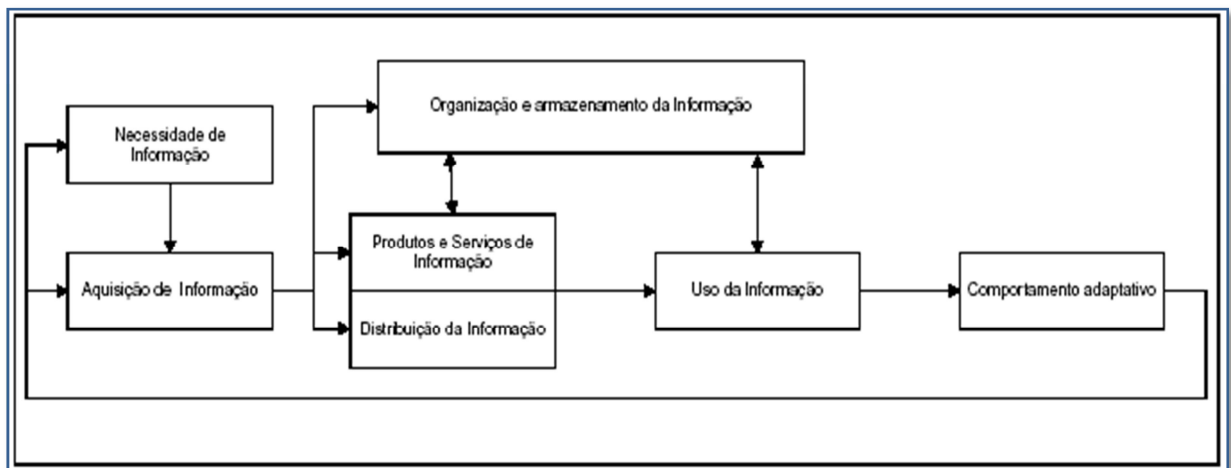 Organização e armazenamento da Informação
Necessidade de
Informação
Produtos e Serviços de
Informação
Aquisição de Informação
Uso da Informação
Comportamento adaptativo
Distribuição da Informação